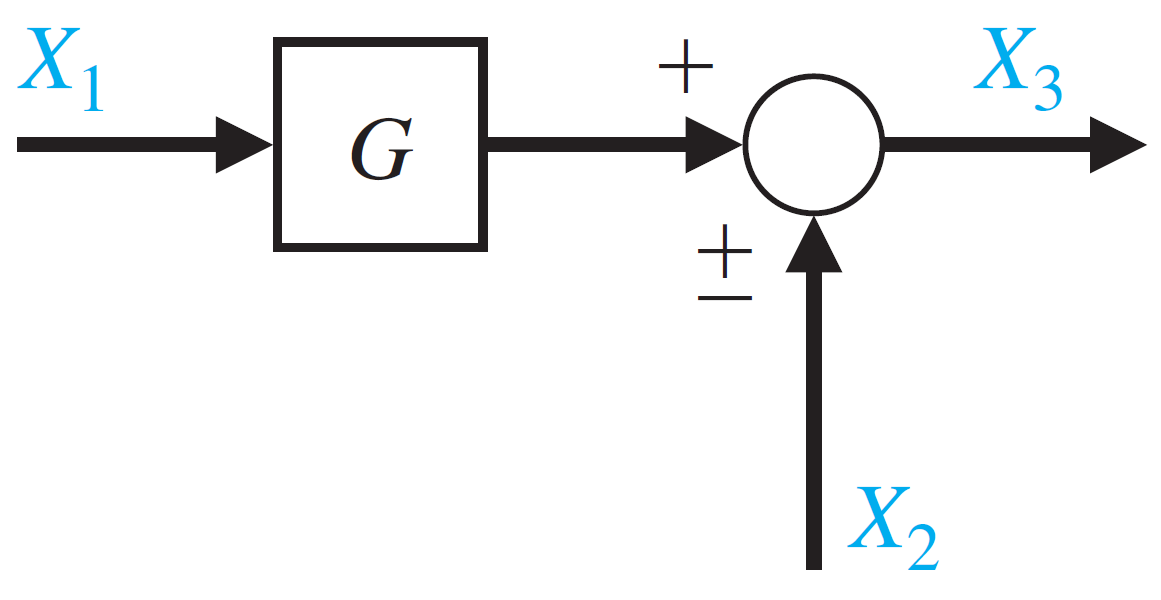 X₁
G
+
X₃
±
X₂